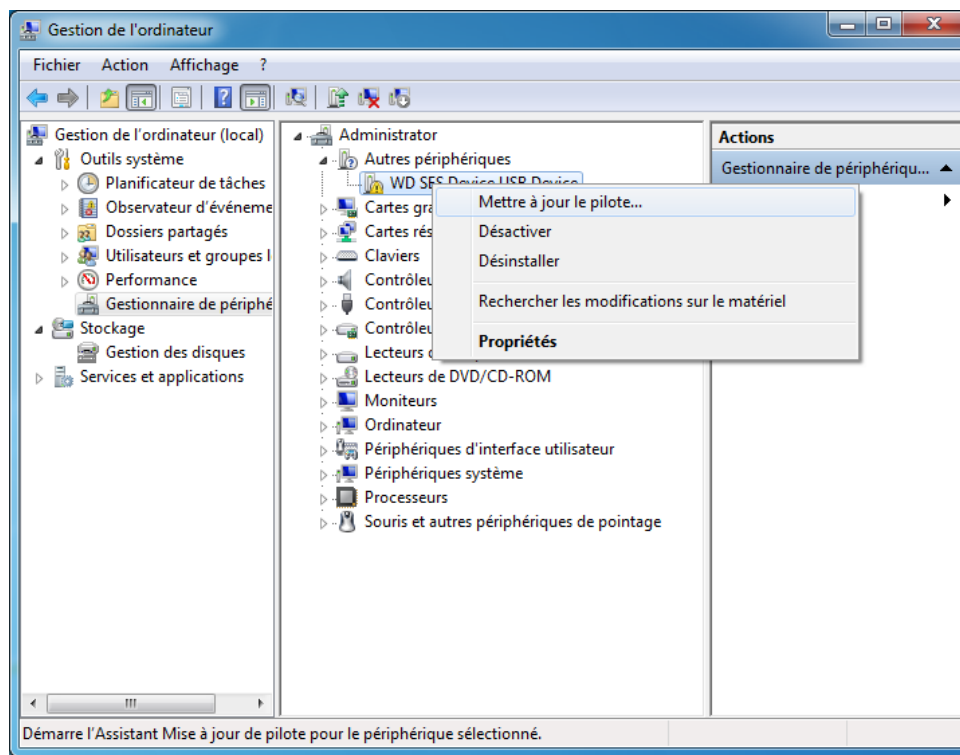 Gestion de l'ordinateur
Fichier Action Affichage ?
Gestion de l'ordinateur (local)
Outils système
Planificateur de tâches
Observateur d'événeme
Dossiers partagés
Utilisateurs et groupes l
Performance
Gestionnaire de périphé
Stockage
Gestion des disques
Services et applications
Administrator
Autres périphériques
WD SES Device USB Device
Cartes gra
Cartes rés
Claviers
Contrôleu
Contrôleu
Contrôleu
Lecteurs
Lecteurs de DVD/CD-ROM
Moniteurs
Ordinateur
Périphériques d'interface utilisateur
Périphériques système
Processeurs
Souris et autres périphériques de pointage
Mettre à jour le pilote...
Désactiver
Désinstaller
Rechercher les modifications sur le matériel
Propriétés
Actions
Gestionnaire de périphériqu...
Démarre l'Assistant Mise à jour de pilote pour le périphérique sélectionné.